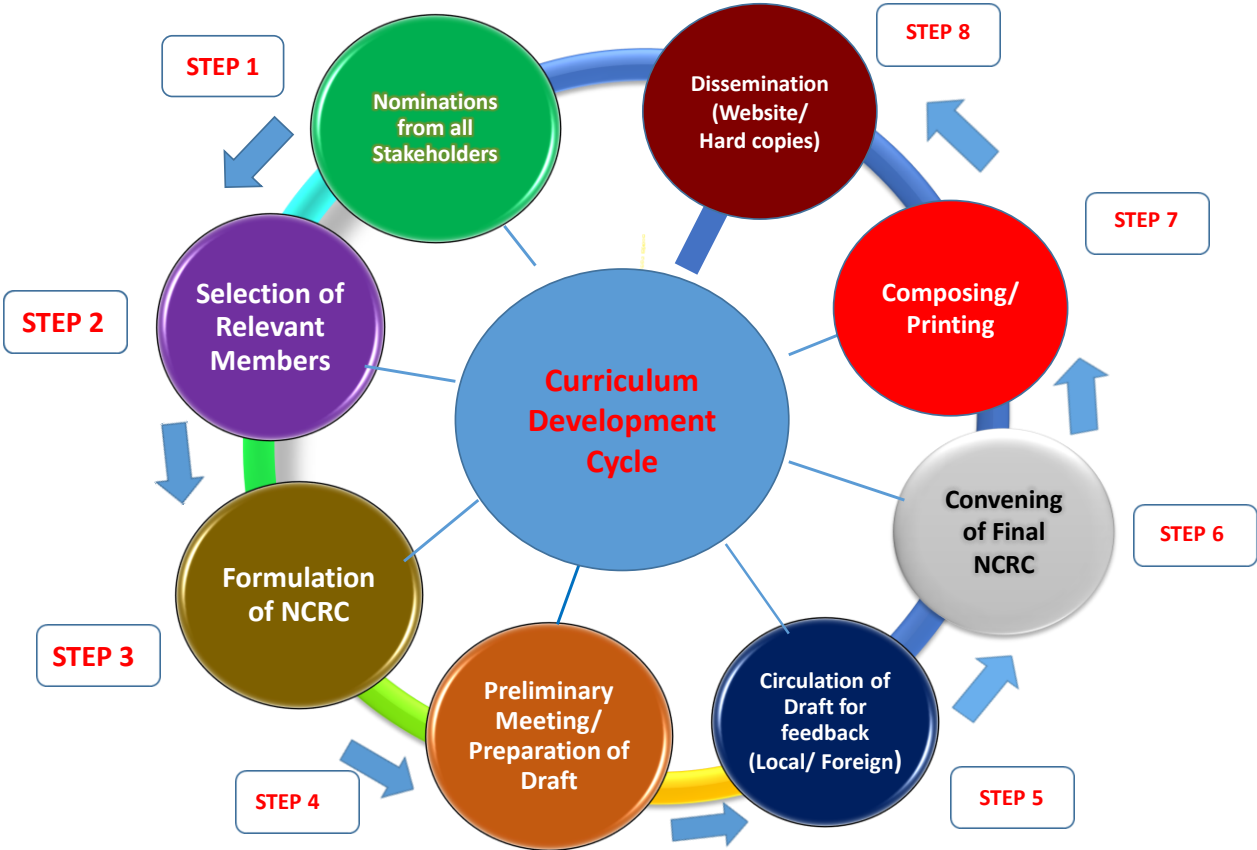 Curriculum
Development
Cycle
STEP 1
Nominations
from all
Stakeholders
STEP 2
Selection of
Relevant
Members
STEP 3
Formulation
of NCRC
STEP 4
Preliminary
Meeting/
Preparation of
Draft
STEP 5
Circulation of
Draft for
feedback
(Local/ Foreign)
STEP 6
Convening
of Final
NCRC
STEP 7
Composing/
Printing
STEP 8
Dissemination
(Website/
Hard copies)